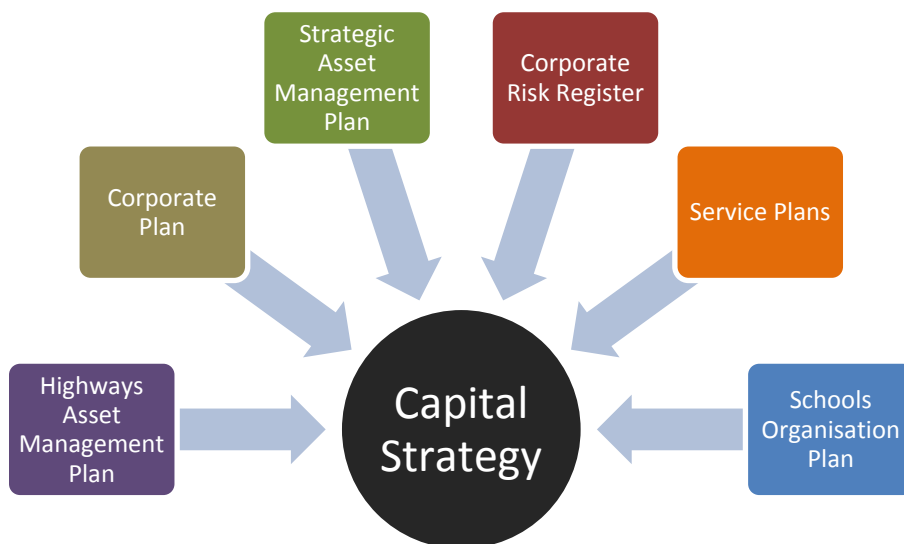 Strategic
Asset
Management
Plan
Corporate
Risk Register
Corporate
Plan
Service Plans
Highways
Asset
Management
Plan
Capital
Strategy
Schools
Organisation
Plan